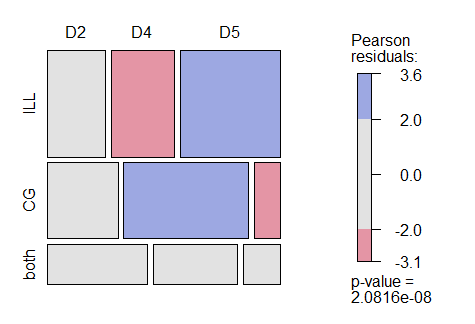 D2 D4 D5
ILL
CG
both
Pearson
residuals:
3.6
2.0
0.0
-2.0
-3.1
p-value =
2.0816e-08